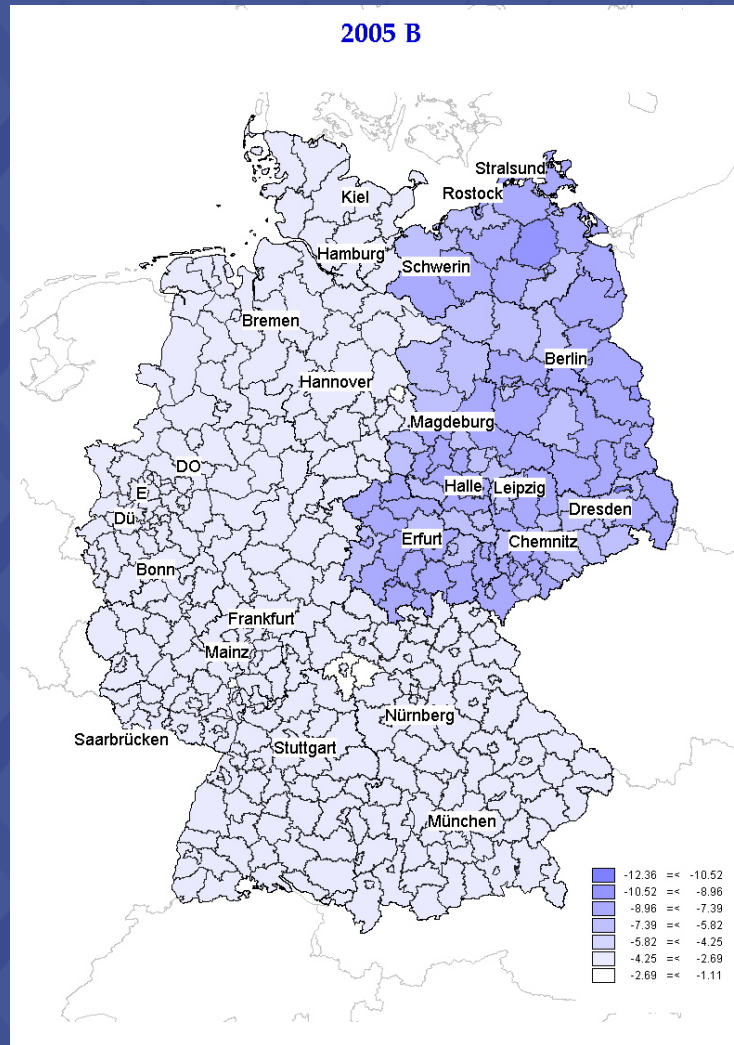 2005 B
Stralsund
Rostock
Kiel
Hamburg
Schwerin
Bremen
Berlin
Hannover
Magdeburg
DO
E
Halle
Leipzig
Dü
Dresden
Erfurt
Chemnitz
Bonn
Frankfurt
Mainz
Nürnberg
Saarbrücken
Stuttgart
München
-12.36 =< -10.52
-10.52 =< -8.96
-8.96 =< -7.39
-7.39 =< -5.82
-5.82 =< -4.25
-4.25 =< -2.69
-2.69 =< -1.11